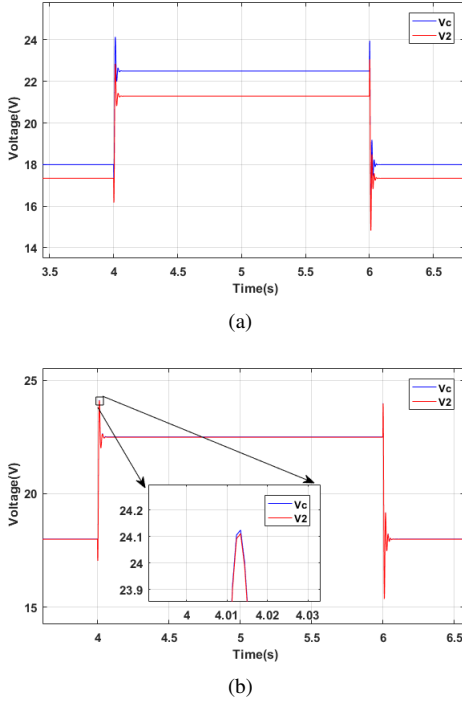 24
22
20
18
16
14
Voltage(V)
Vc
V2
3.5 4 4.5 5 5.5 6 6.5
Time(s)
(a)
25
20
15
Voltage(V)
Vc
V2
24.2
24.1
24
23.9
Vc
V2
4 4.01 4.02 4.03
4 4.5 5 5.5 6 6.5
Time(s)
(b)